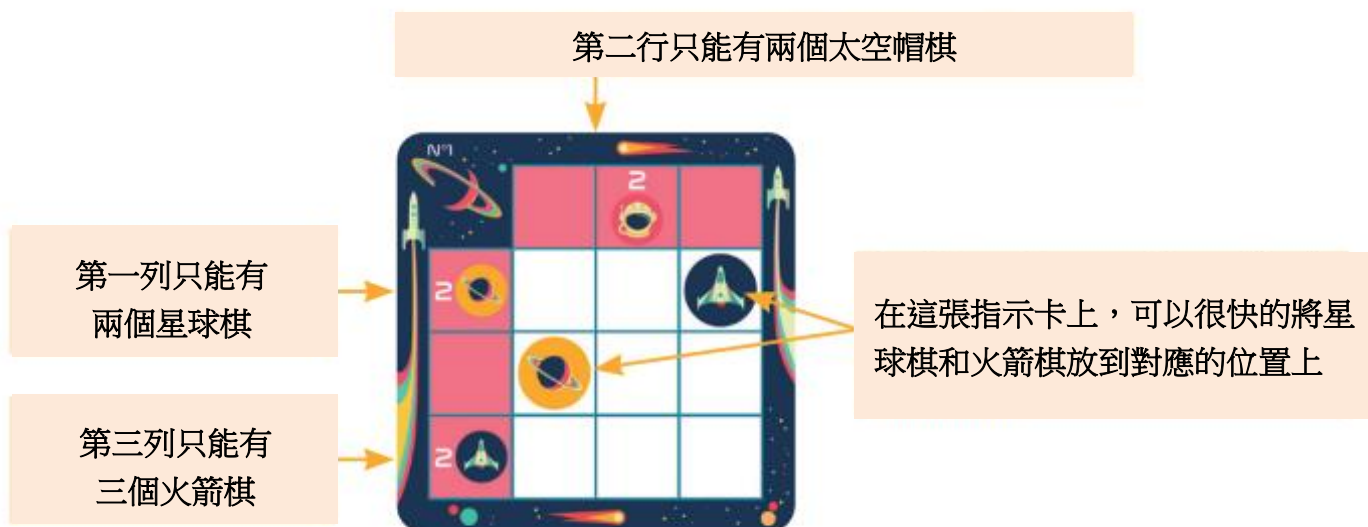 第二行只能有兩個太空帽棋
N°1
2
第一列只能有
兩個星球棋
2
在這張指示卡上，可以很快的將星
球棋和火箭棋放到對應的位置上
第三列只能有
三個火箭棋
2